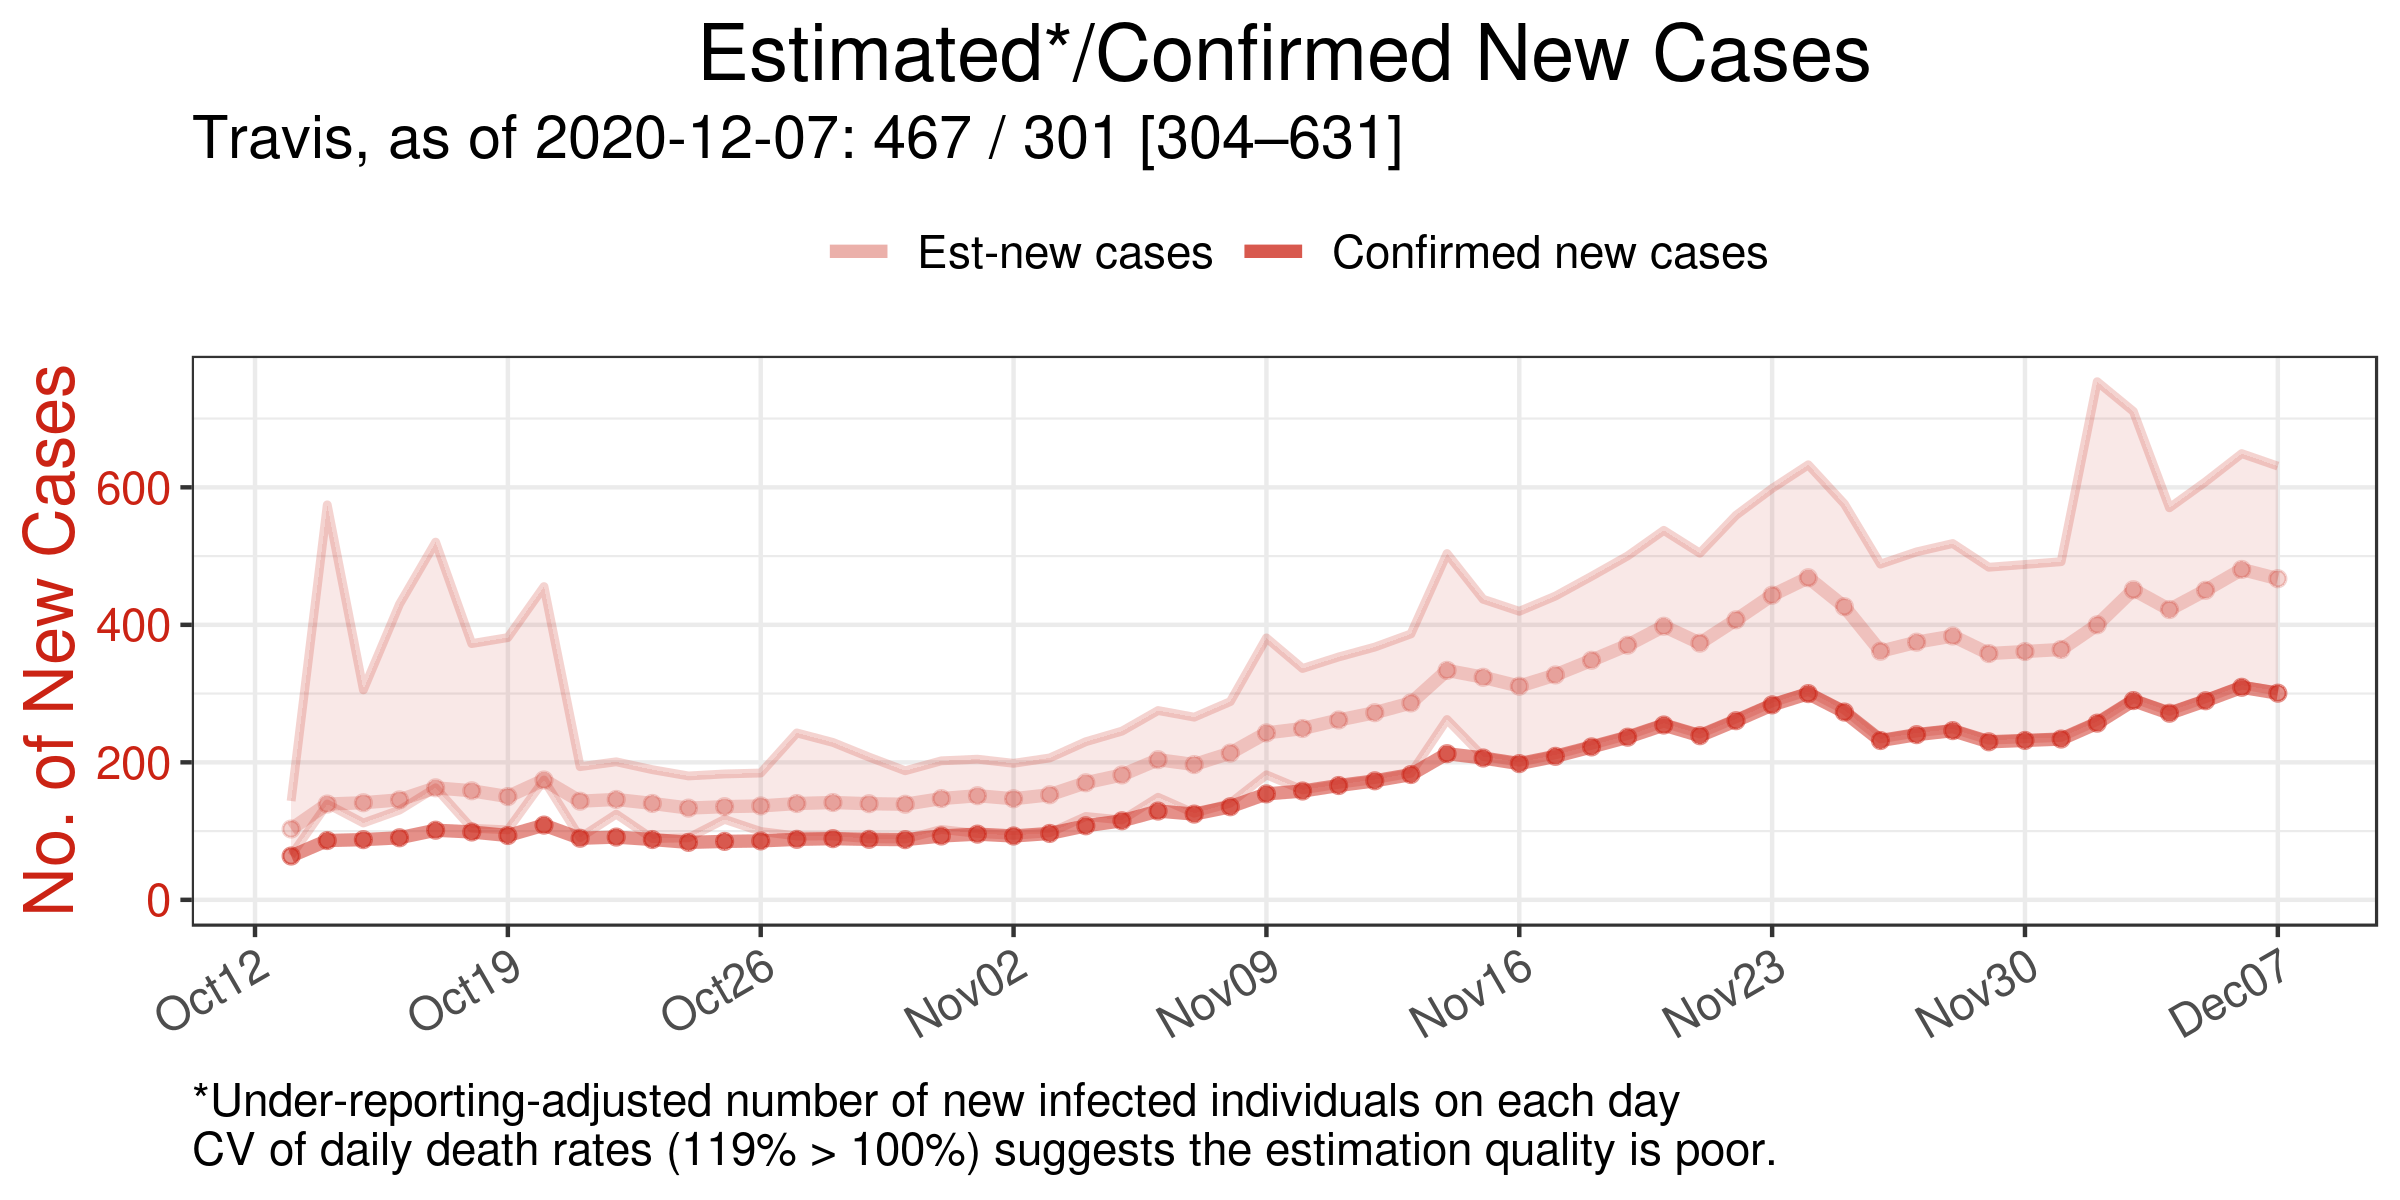 Estimated*/Confirmed New Cases
Travis, as of 2020-12-07: 467 / 301 [304–631]
Est-new cases
Confirmed new cases
No. of New Cases
600
400
200
0
Oct12
Oct19
Oct26
Nov02
Nov09
Nov16
Nov23
Nov30
Dec07
*Under-reporting-adjusted number of new infected individuals on each day
CV of daily death rates (119% > 100%) suggests the estimation quality is poor.